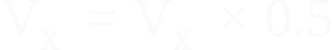 Vx = Vx × 0.5